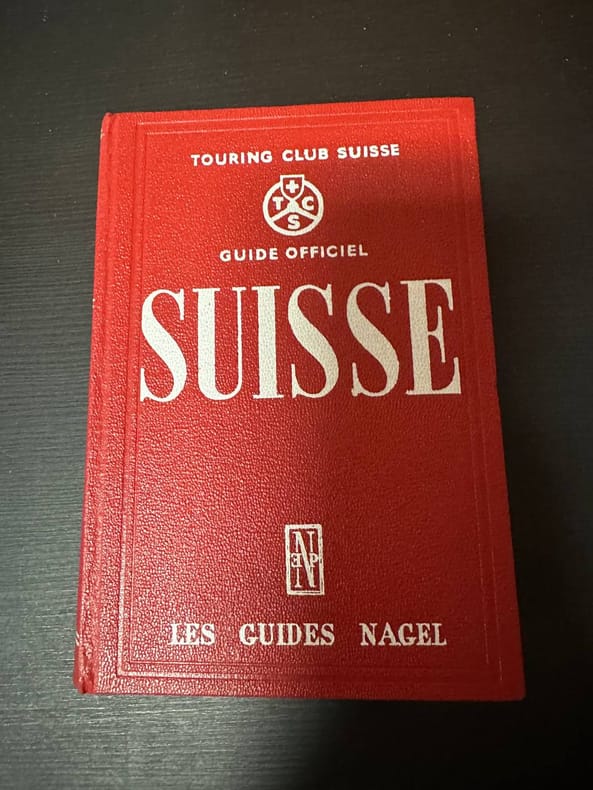 TOURING CLUB SUISSE
T C
S
GUIDE OFFICIEL
SUISSE
N
E P
LES GUIDES NAGEL